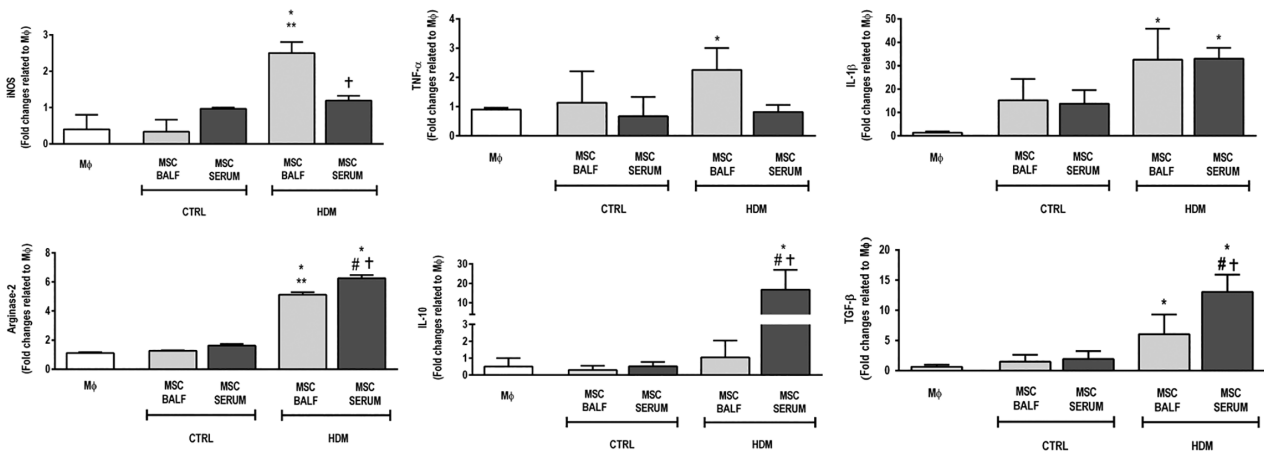 iNOS
(Fold changes related to Mϕ)
4
3
2
1
0
*
**
†
Mϕ
MSC BALF
MSC SERUM
MSC BALF
MSC SERUM
CTRL
HDM
TNF-α
(Fold changes related to Mϕ)
4
3
2
1
0
*
Mϕ
MSC BALF
MSC SERUM
MSC BALF
MSC SERUM
CTRL
HDM
IL-1β
(Fold changes related to Mϕ)
50
40
30
20
10
0
*
*
Mϕ
MSC BALF
MSC SERUM
MSC BALF
MSC SERUM
CTRL
HDM
Arginase-2
(Fold changes related to Mϕ)
8
6
4
2
0
*
**
*
# †
Mϕ
MSC BALF
MSC SERUM
MSC BALF
MSC SERUM
CTRL
HDM
IL-10
(Fold changes related to Mϕ)
40
30
20
10
3
2
1
0
*
# †
Mϕ
MSC BALF
MSC SERUM
MSC BALF
MSC SERUM
CTRL
HDM
TGF-β
(Fold changes related to Mϕ)
20
15
10
5
0
*
*
# †
Mϕ
MSC BALF
MSC SERUM
MSC BALF
MSC SERUM
CTRL
HDM